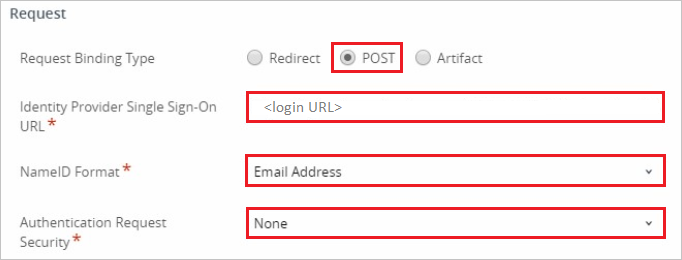 Request
Request Binding Type Redirect POST Artifact
Identity Provider Single Sign-On
URL* <login URL>
NameID Format* Email Address
Authentication Request
Security* None